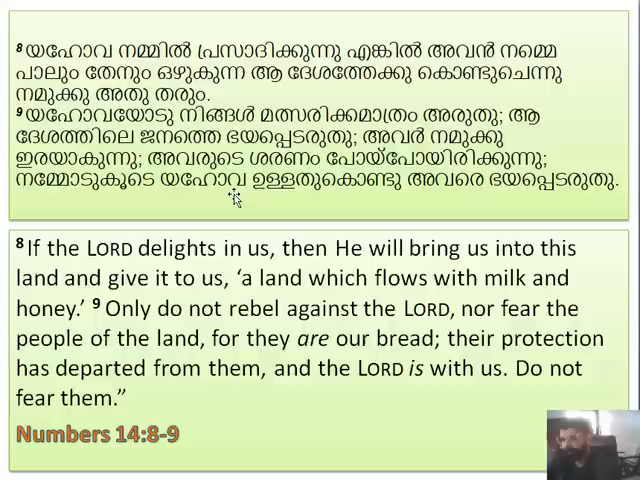 ⁸യഹോവ നമ്മിൽ പ്രസാദിക്കുന്നു എങ്കിൽ അവൻ നമ്മെ
പാലും തേനും ഒഴുകുന്ന ആ ദേശത്തേക്കു കൊണ്ടുചെന്നു
നമുക്കു അതു തരും.
⁹യഹോവയോടു നിങ്ങൾ മത്സരിക്കമാത്രം അരുതു; ആ
ദേശത്തിലെ ജനത്തെ ഭയപ്പെടരുതു; അവർ നമുക്കു
ഇരയാകുന്നു; അവരുടെ ശരണം പോയ്പോയിരിക്കുന്നു;
നമ്മോടുകൂടെ യഹോവ ഉള്ളതുകൊണ്ടു അവരെ ഭയപ്പെടരുതു.
⁸ If the LORD delights in us, then He will bring us into this
land and give it to us, ‘a land which flows with milk and
honey.’ ⁹ Only do not rebel against the LORD, nor fear the
people of the land, for they are our bread; their protection
has departed from them, and the LORD is with us. Do not
fear them.”
Numbers 14:8-9